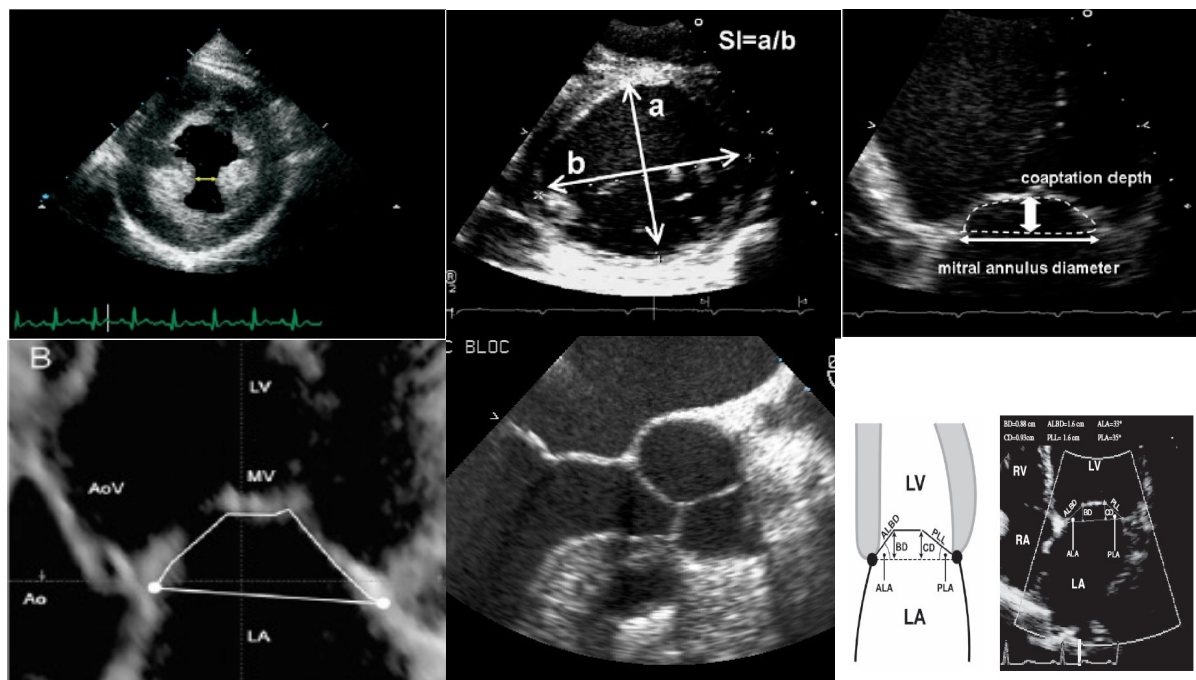 SI=a/b
a
b
coaptation depth
mitral annulus diameter
B
LV
MV
AoV
Ao
LA
C BLOC
LV
ALBD
BD
CD
PLL
ALA
PLA
LA
BD=0.88 cm ALBD=1.6 cm ALA=33°
CD=0.93cm PLL= 1.6 cm PLA=35°
RV
LV
ALBD
BD
CD
PLL
RA
ALA
PLA
LA